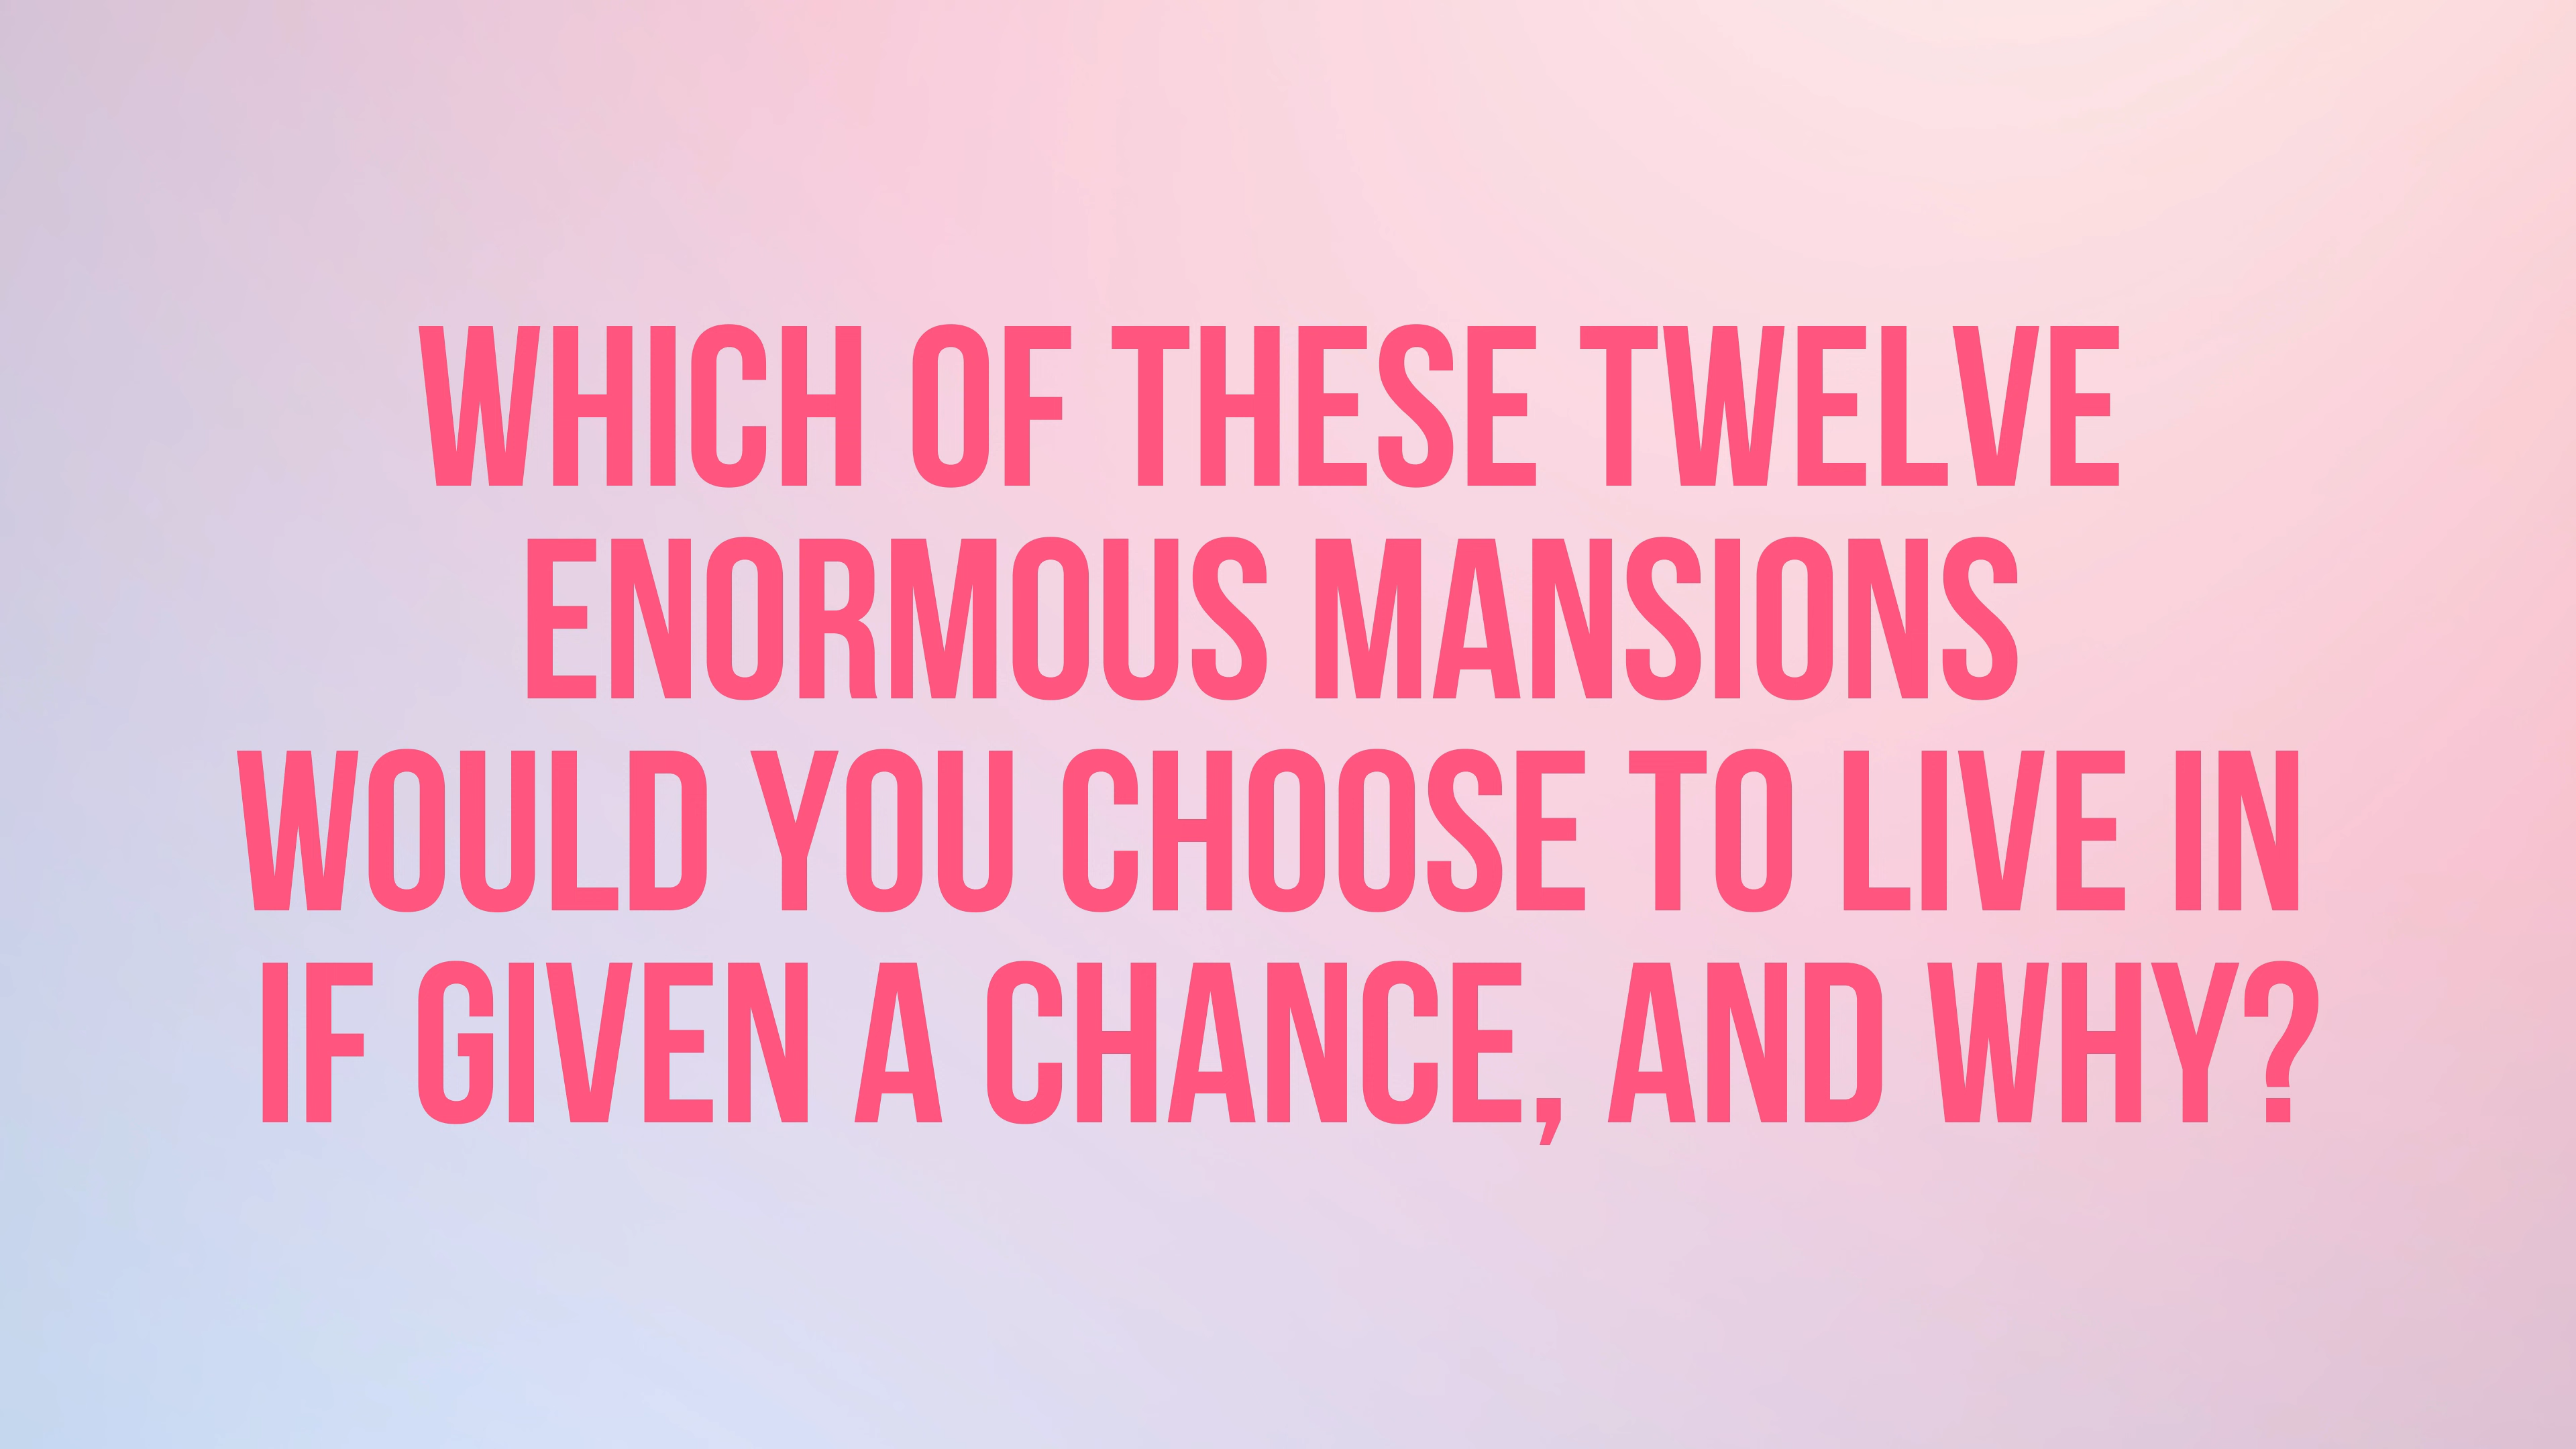 WHICH OF THESE TWELVE
ENORMOUS MANSIONS
WOULD YOU CHOOSE TO LIVE IN
IF GIVEN A CHANCE, AND WHY?